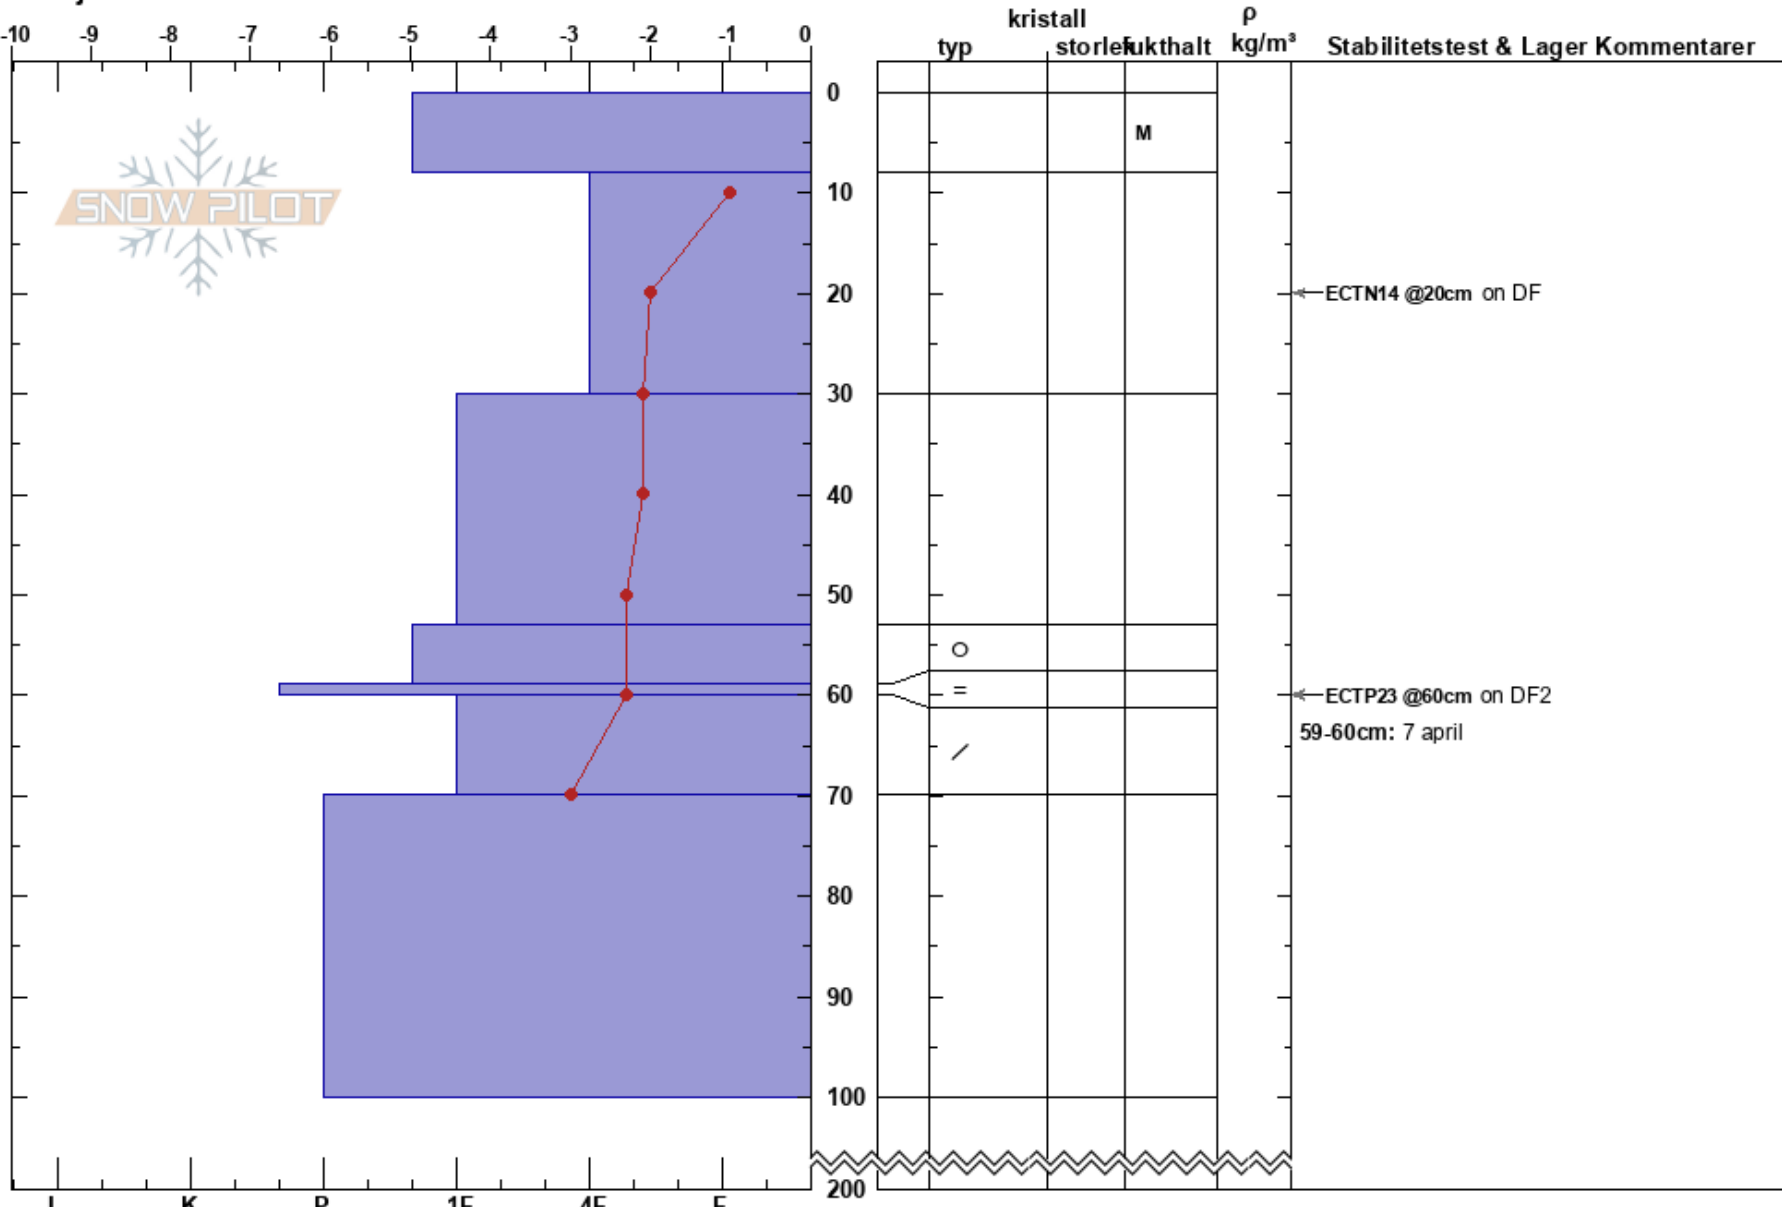 kristall ρ
-10 -9 -8 -7 -6 -5 -4 -3 -2 -1 0 typ storlek fukthalt kg/m³ Stabilitetstest & Lager Kommentarer
0
M
10
SNOW PILOT
20 ECTN14 @20cm on DF
30
40
50
=
60 ECTP23 @60cm on DF2
59-60cm: 7 april
70
80
90
100
200
I K P 1F 4F F